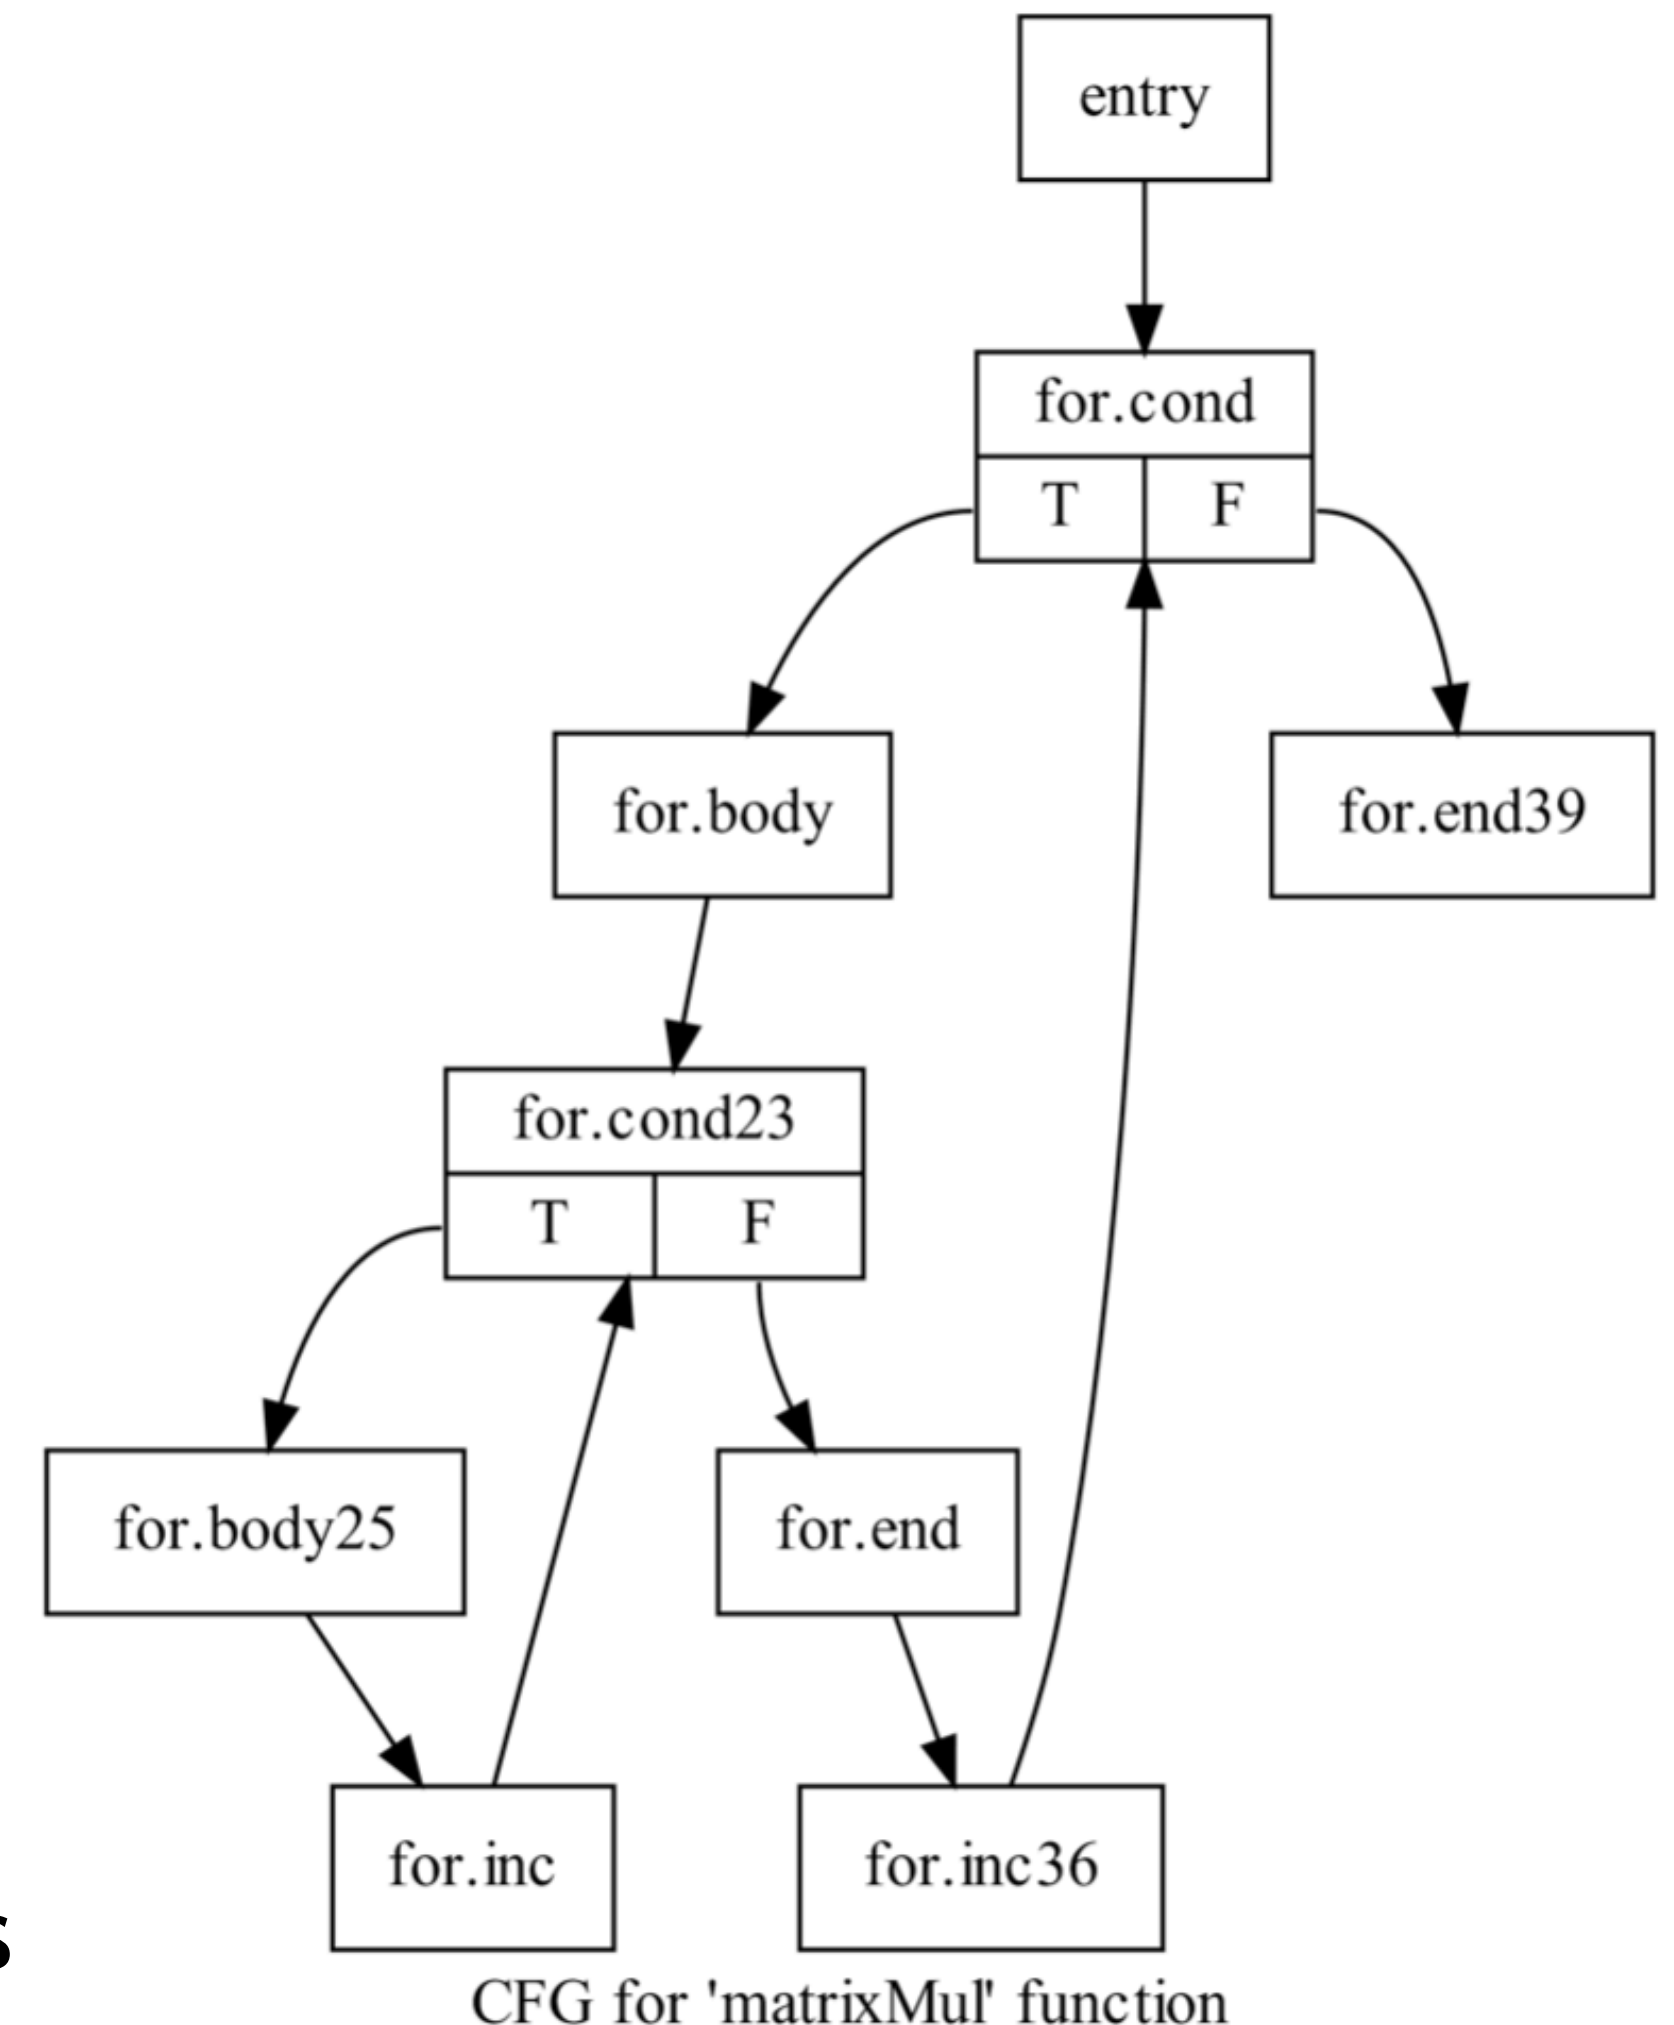 entry
for.cond
T F
for.body
for.end39
for.cond23
T F
for.body25
for.end
for.inc
for.inc36
s
CFG for 'matrixMul' function